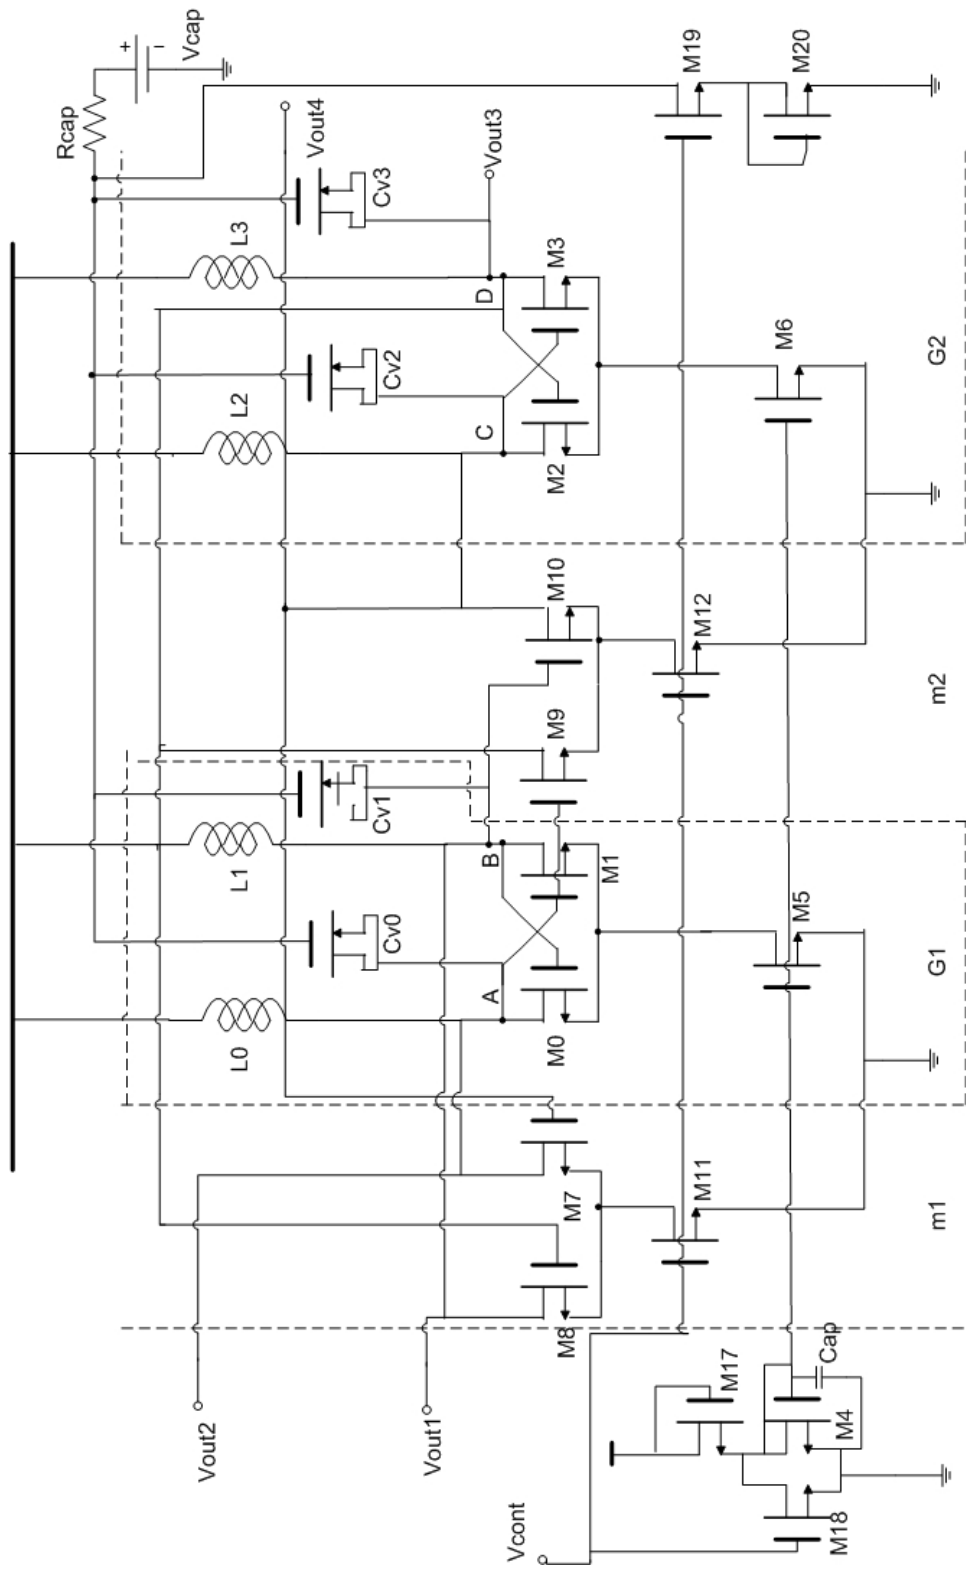 Rcap
+
−
Vcap
Vout2
L0
L1
L2
L3
Vout4
Cv0
Cv1
Cv2
Cv3
Vout1
A
B
C
D
Vout3
Vcont
M8
M7
M0
M1
M9
M10
M2
M3
M17
M11
M12
M19
M18
M4
Cap
M5
M6
M20
m1
G1
m2
G2